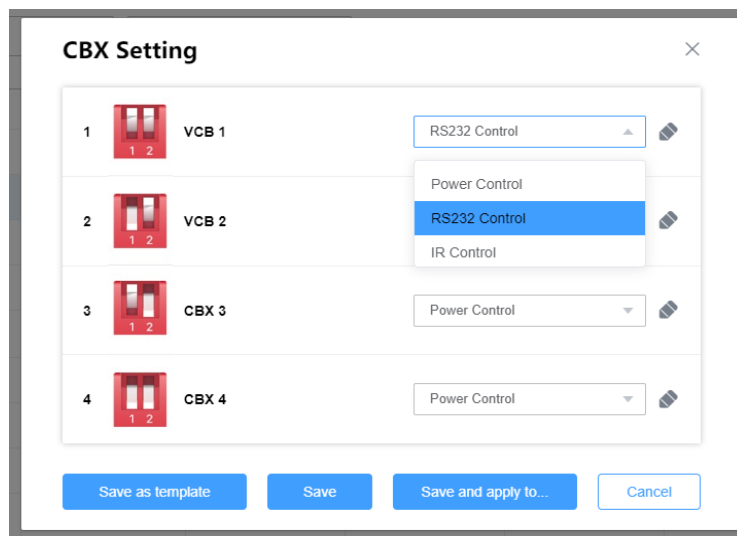 CBX Setting
1 1 2 VCB 1 RS232 Control
Power Control
RS232 Control
IR Control
2 1 2 VCB 2
3 1 2 CBX 3 Power Control
4 1 2 CBX 4 Power Control
Save as template Save Save and apply to... Cancel